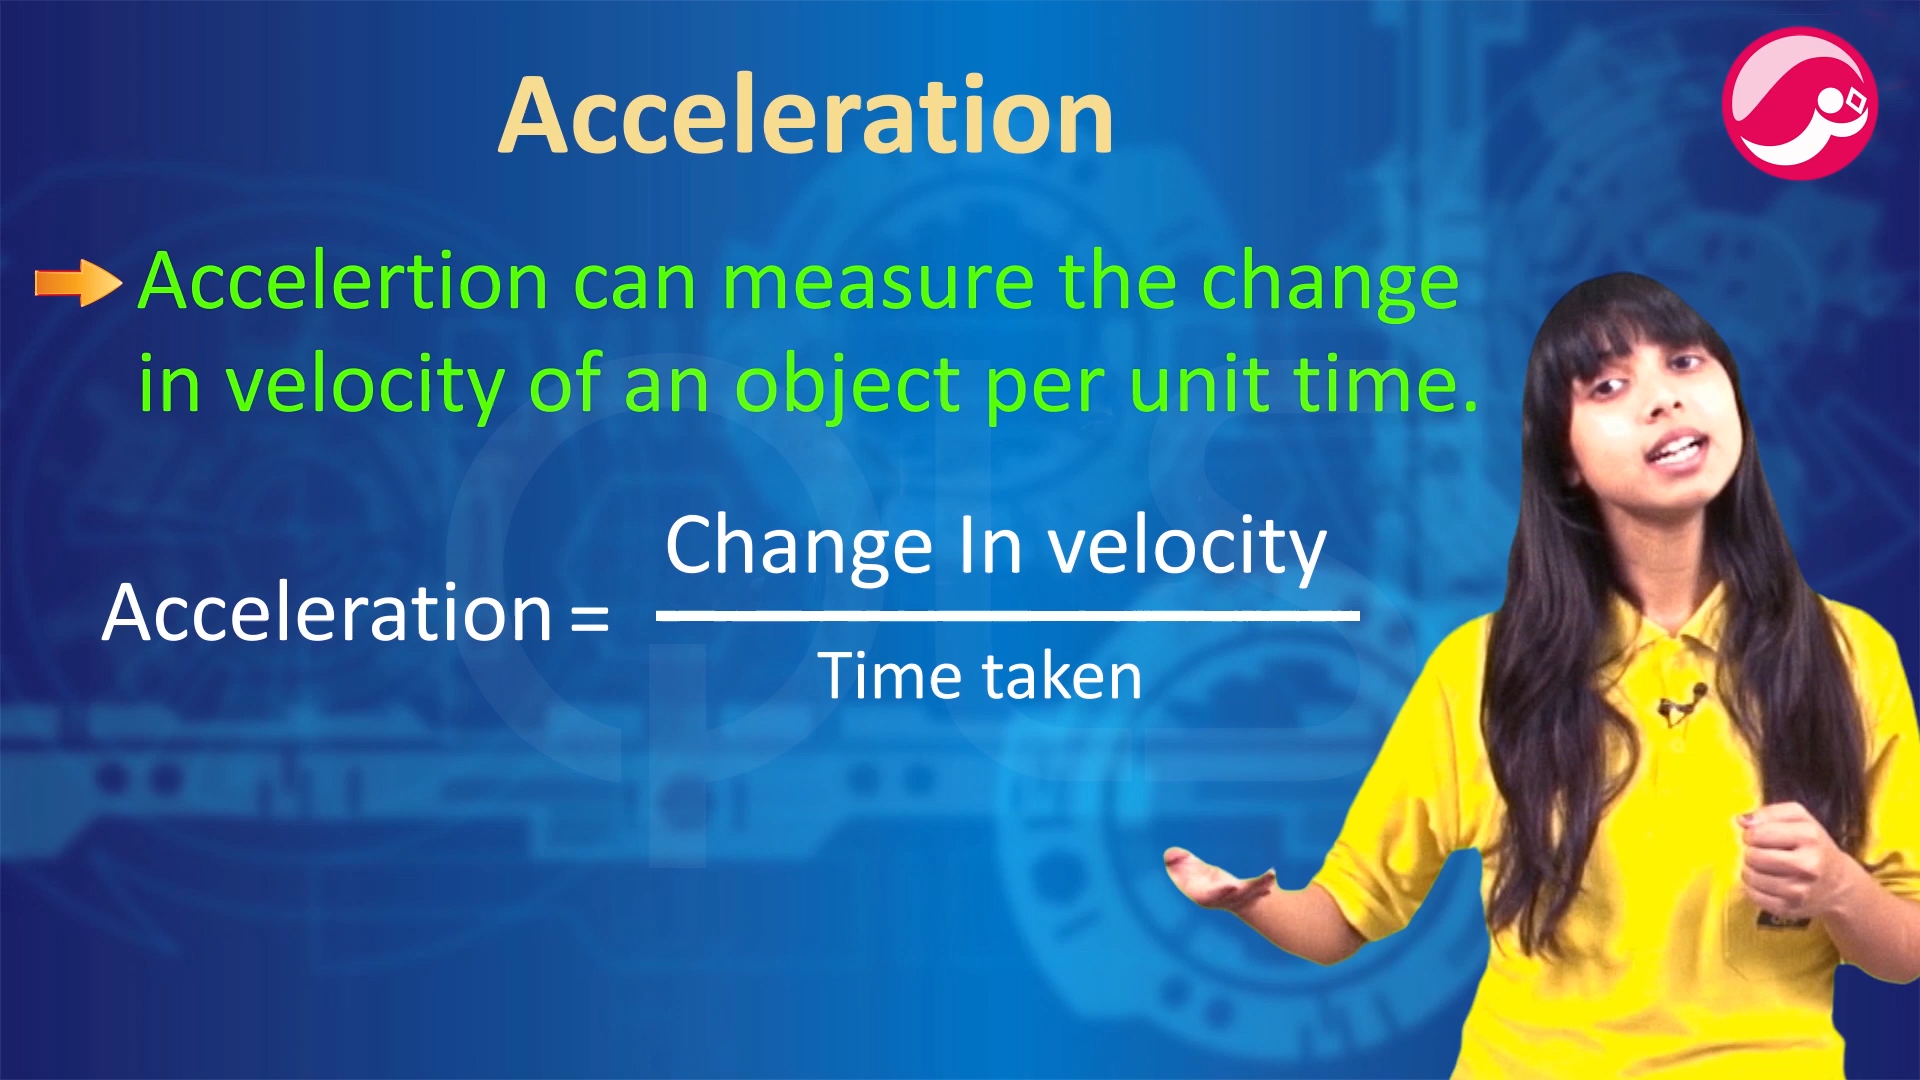 Acceleration
Accelertion can measure the change
in velocity of an object per unit time.
Change In velocity
Acceleration =
Time taken
QLS